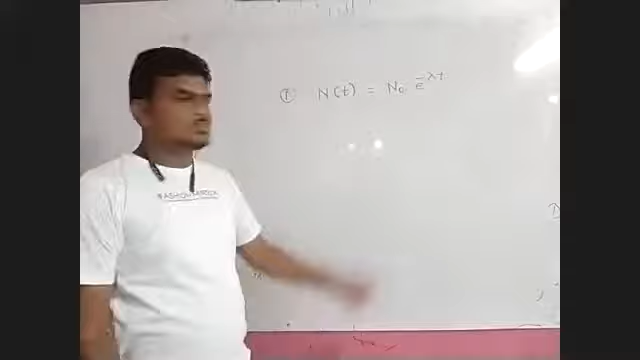 ① N(t) = N₀ e^-λt